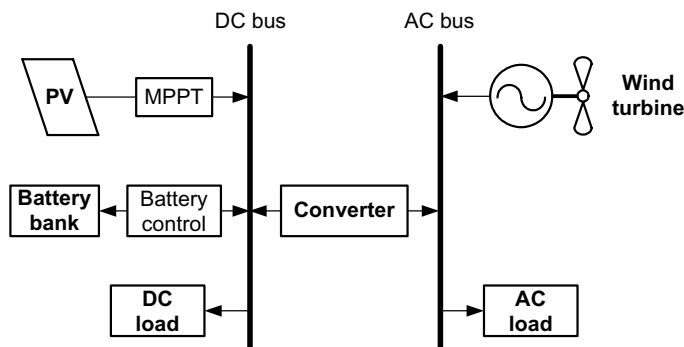 DC bus
AC bus
PV
MPPT
Wind
turbine
Battery
bank
Battery
control
Converter
DC
load
AC
load